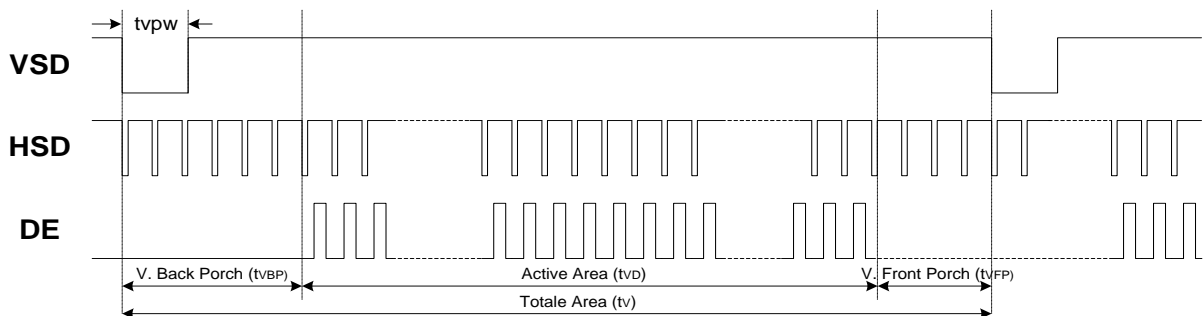 tvpw
VSD
HSD
DE
V. Back Porch (tVBP)
Active Area (tVD)
V. Front Porch (tVFP)
Totale Area (tV)